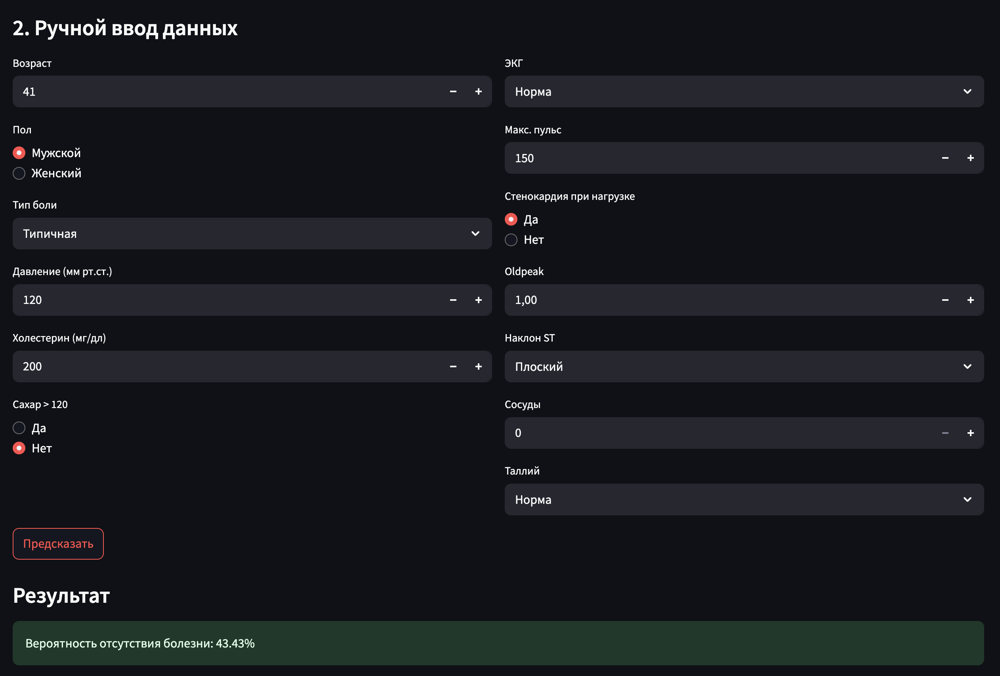 2. Ручной ввод данных
Возраст
41
Пол
Мужской
Женский
Тип боли
Типичная
Давление (мм рт.ст.)
120
Холестерин (мг/дл)
200
Сахар > 120
Да
Нет
ЭКГ
Норма
Макс. пульс
150
Стенокардия при нагрузке
Да
Нет
Oldpeak
1,00
Наклон ST
Плоский
Сосуды
0
Таллий
Норма
Предсказать
Результат
Вероятность отсутствия болезни: 43.43%